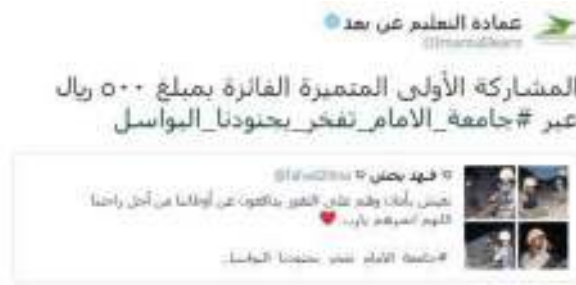 عمادة التعليم عن بعد
المشاركة الأولى المتميزة الفائزة بمبلغ ٥٠٠ ريال
عبر #جامعة_الامام_تفخر_بجنودنا_البواسل
فهد بخش
نعيش بأمان وهم على الثغور يدافعون عن أوطاننا من أجل راحتنا
اللهم انصرهم يارب
#جامعة_الامام_تفخر_بجنودنا_البواسل